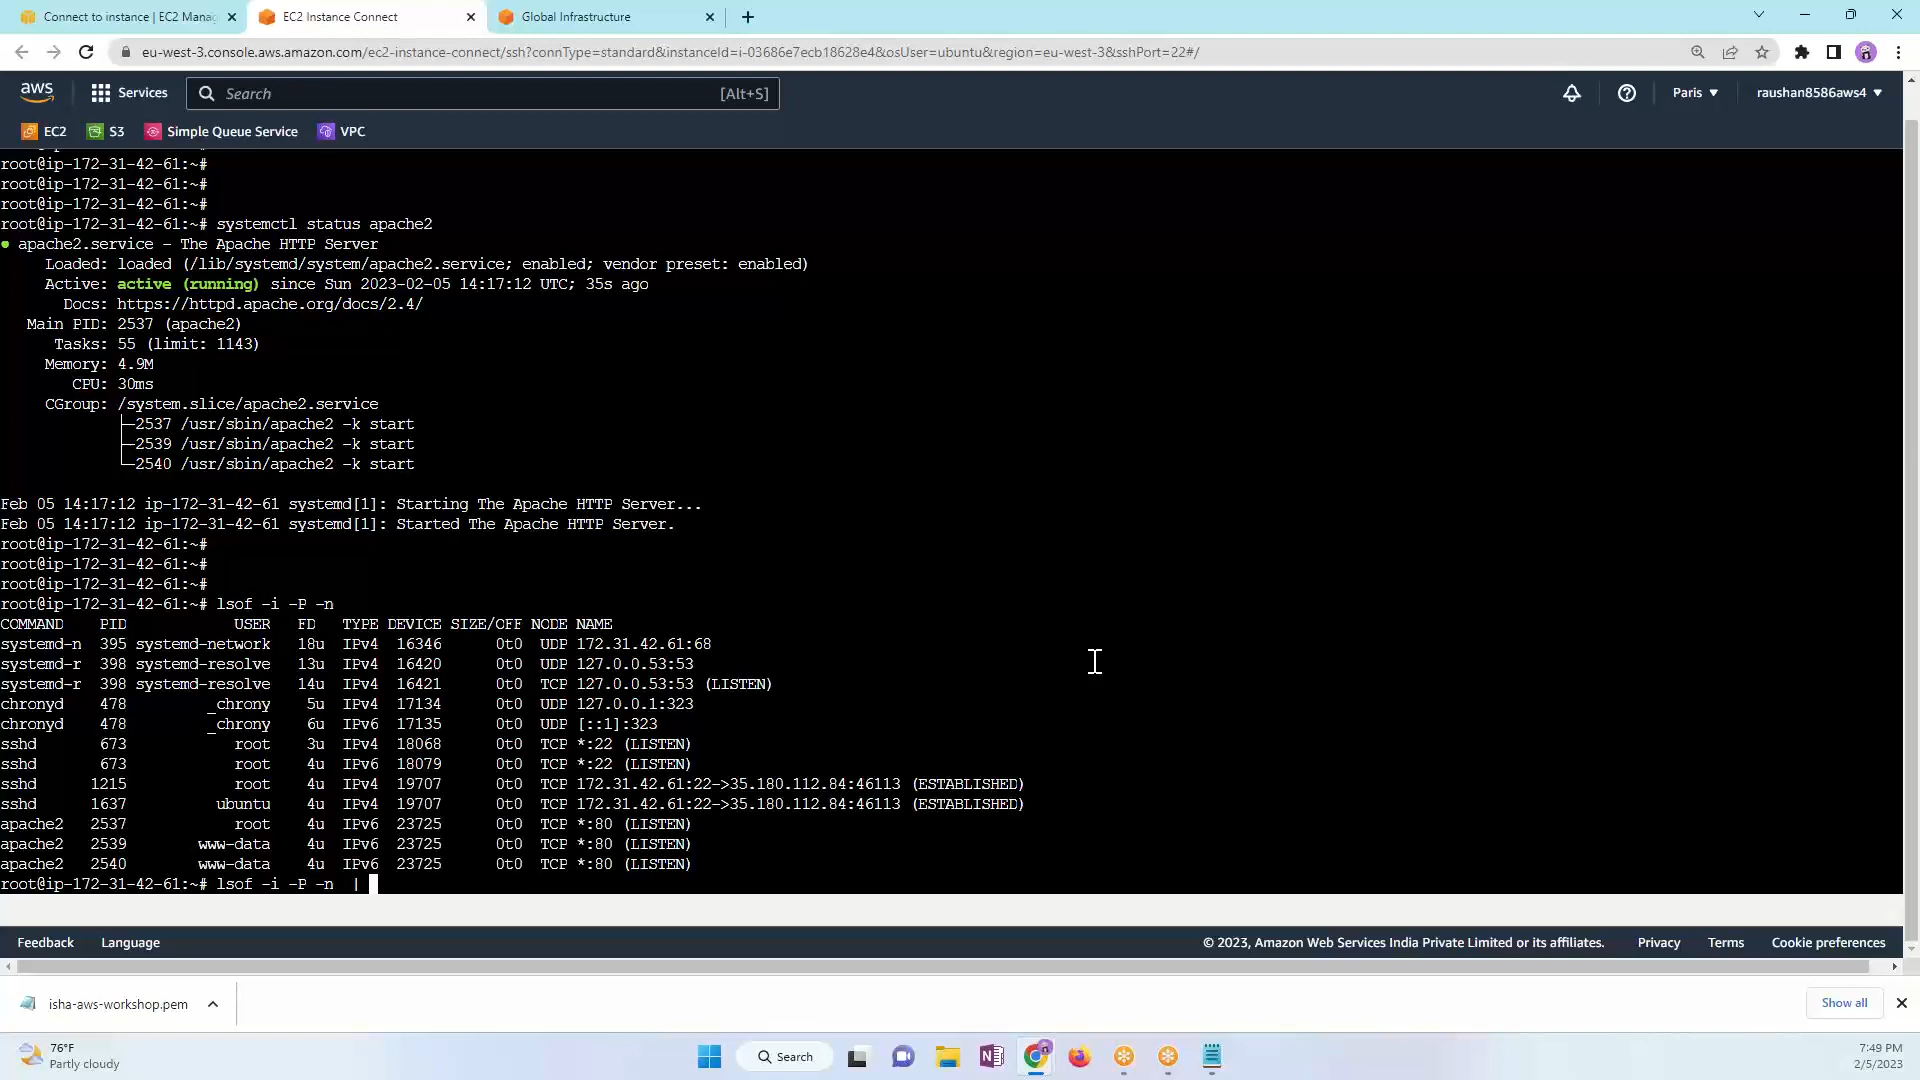 Connect to instance | EC2 Mana
EC2 Instance Connect
Global Infrastructure
eu-west-3.console.aws.amazon.com/ec2-instance-connect/ssh?connType=standard&instanceId=i-03686e7ecb18628e4&osUser=ubuntu&region=eu-west-3&sshPort=22#/
aws Services Search [Alt+S] Paris raushan8586aws4
EC2 S3 Simple Queue Service VPC
root@ip-172-31-42-61:~#
root@ip-172-31-42-61:~#
root@ip-172-31-42-61:~#
root@ip-172-31-42-61:~# systemctl status apache2
● apache2.service - The Apache HTTP Server
Loaded: loaded (/lib/systemd/system/apache2.service; enabled; vendor preset: enabled)
Active: active (running) since Sun 2023-02-05 14:17:12 UTC; 35s ago
Docs: https://httpd.apache.org/docs/2.4/
Main PID: 2537 (apache2)
Tasks: 55 (limit: 1143)
Memory: 4.9M
CPU: 30ms
CGroup: /system.slice/apache2.service
├─2537 /usr/sbin/apache2 -k start
├─2539 /usr/sbin/apache2 -k start
└─2540 /usr/sbin/apache2 -k start
Feb 05 14:17:12 ip-172-31-42-61 systemd[1]: Starting The Apache HTTP Server...
Feb 05 14:17:12 ip-172-31-42-61 systemd[1]: Started The Apache HTTP Server.
root@ip-172-31-42-61:~#
root@ip-172-31-42-61:~#
root@ip-172-31-42-61:~#
root@ip-172-31-42-61:~# lsof -i -P -n
COMMAND PID USER FD TYPE DEVICE SIZE/OFF NODE NAME
systemd-n 395 systemd-network 18u IPv4 16346 0t0 UDP 172.31.42.61:68
systemd-r 398 systemd-resolve 13u IPv4 16420 0t0 UDP 127.0.0.53:53
systemd-r 398 systemd-resolve 14u IPv4 16421 0t0 TCP 127.0.0.53:53 (LISTEN)
chronyd 478 _chrony 5u IPv4 17134 0t0 UDP 127.0.0.1:323
chronyd 478 _chrony 6u IPv6 17135 0t0 UDP [::1]:323
sshd 673 root 3u IPv4 18068 0t0 TCP *:22 (LISTEN)
sshd 673 root 4u IPv6 18079 0t0 TCP *:22 (LISTEN)
sshd 1215 root 4u IPv4 19707 0t0 TCP 172.31.42.61:22->35.180.112.84:46113 (ESTABLISHED)
sshd 1637 ubuntu 4u IPv4 19707 0t0 TCP 172.31.42.61:22->35.180.112.84:46113 (ESTABLISHED)
apache2 2537 root 4u IPv6 23725 0t0 TCP *:80 (LISTEN)
apache2 2539 www-data 4u IPv6 23725 0t0 TCP *:80 (LISTEN)
apache2 2540 www-data 4u IPv6 23725 0t0 TCP *:80 (LISTEN)
root@ip-172-31-42-61:~# lsof -i -P -n |
Feedback Language © 2023, Amazon Web Services India Private Limited or its affiliates. Privacy Terms Cookie preferences
isha-aws-workshop.pem Show all
76°F
Partly cloudy
Search
7:49 PM
2/5/2023